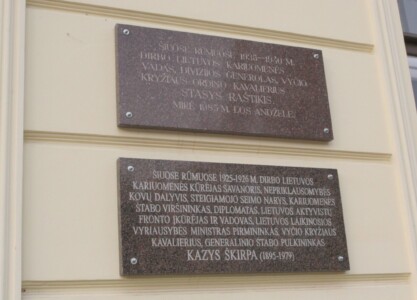 ŠIUOSE RŪMUOSE 1935–1940 M.
DIRBO LIETUVOS KARIUOMENĖS
VADAS, DIVIZIJOS GENEROLAS, VYČIO
KRYŽIAUS ORDINO KAVALIERIUS
STASYS RAŠTIKIS
MIRĖ 1985 M. LOS ANDŽELE
ŠIUOSE RŪMUOSE 1925-1926 M. DIRBO LIETUVOS
KARIUOMENĖS KŪRĖJAS SAVANORIS, NEPRIKLAUSOMYBĖS
KOVŲ DALYVIS, STEIGIAMOJO SEIMO NARYS, KARIUOMENĖS
ŠTABO VIRŠININKAS, DIPLOMATAS, LIETUVOS AKTYVISTŲ
FRONTO ĮKŪRĖJAS IR VADOVAS, LIETUVOS LAIKINOSIOS
VYRIAUSYBĖS MINISTRAS PIRMININKAS, VYČIO KRYŽIAUS
KAVALIERIUS, GENERALINIO ŠTABO PULKININKAS
KAZYS ŠKIRPA (1895-1979)